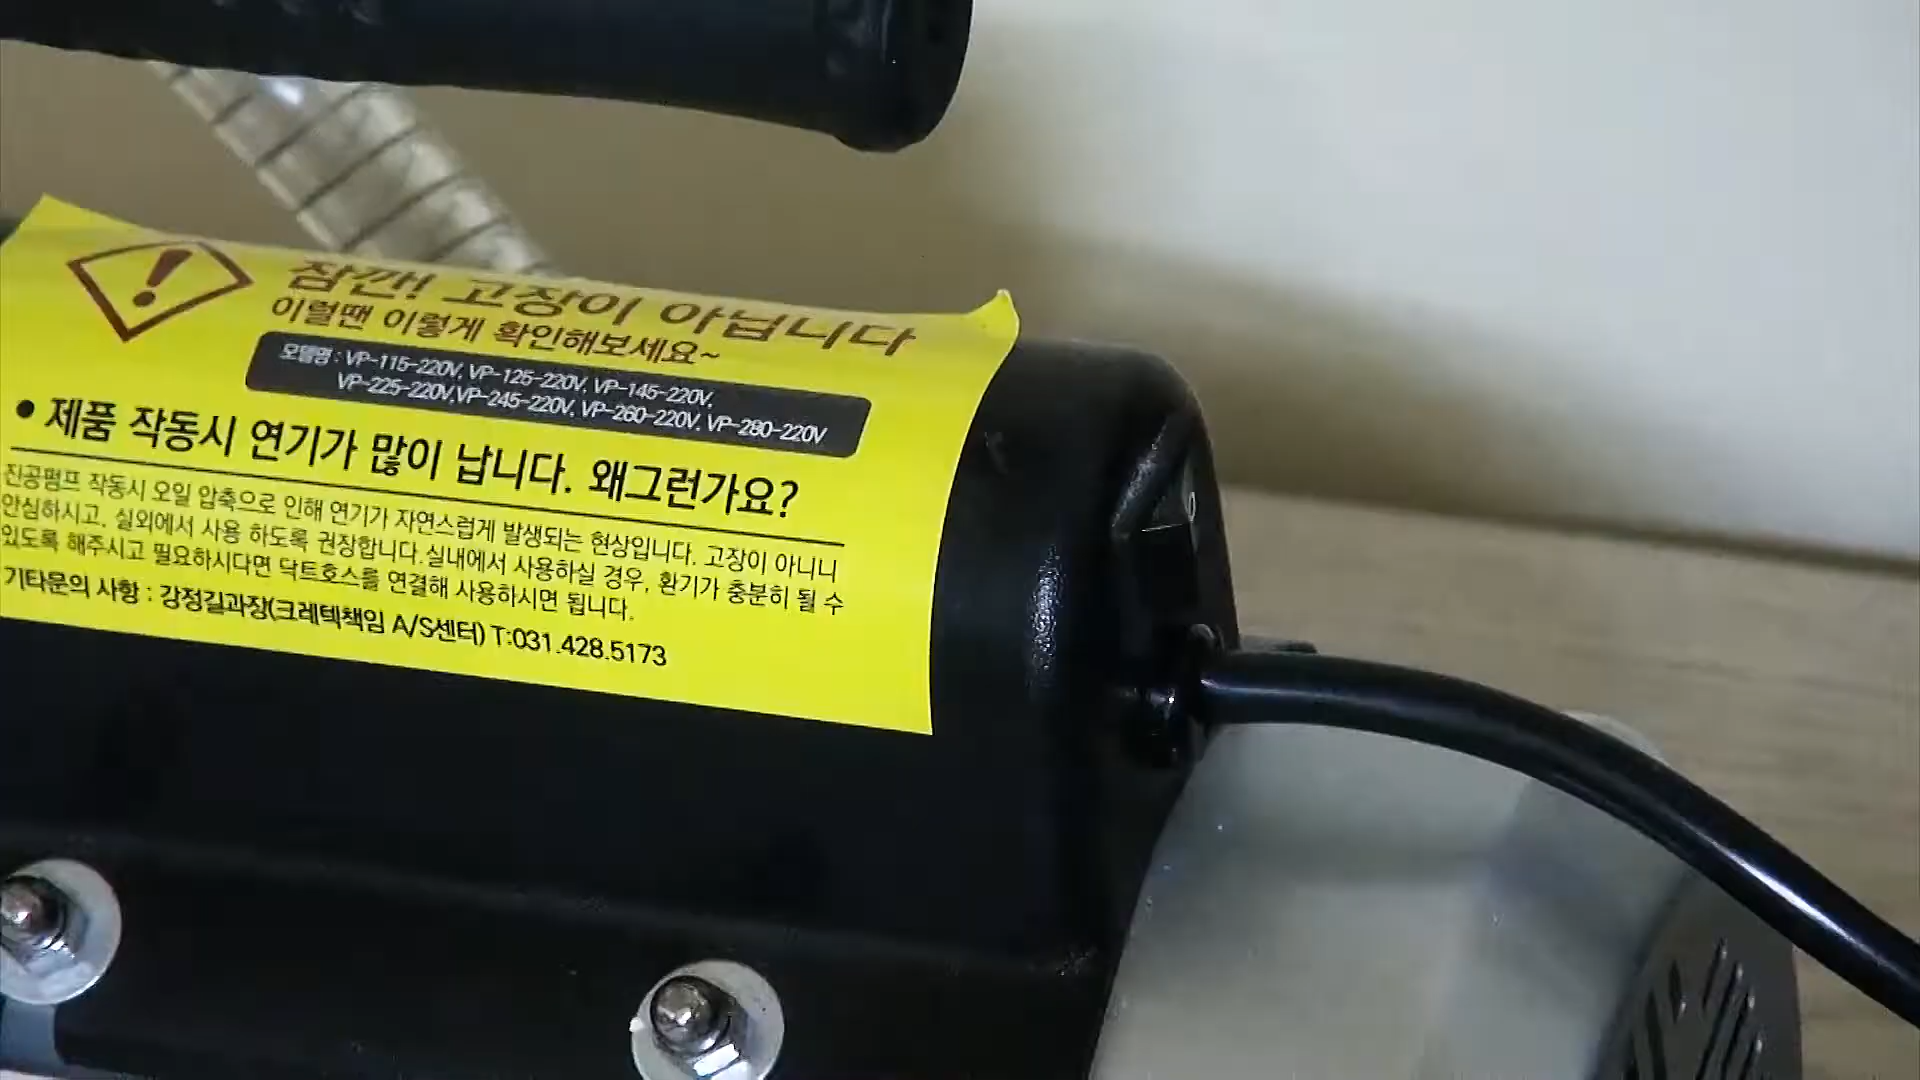 잠깐! 고장이 아닙니다
이럴땐 이렇게 확인해보세요~
모델명 : VP-115-220V, VP-125-220V, VP-145-220V,
VP-225-220V, VP-245-220V, VP-260-220V, VP-280-220V
• 제품 작동시 연기가 많이 납니다. 왜그런가요?
진공펌프 작동시 오일 압축으로 인해 연기가 자연스럽게 발생되는 현상입니다. 고장이 아니니
안심하시고, 실외에서 사용 하도록 권장합니다. 실내에서 사용하실 경우, 환기가 충분히 될 수
있도록 해주시고 필요하시다면 닥트호스를 연결해 사용하시면 됩니다.
기타문의 사항 : 강정길과장(크레텍책임 A/S센터) T:031.428.5173